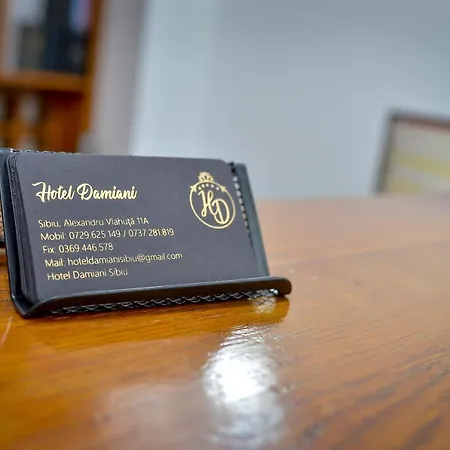 Hotel Damiani
HD
Sibiu, Alexandru Vlahuță 11A
Mobil: 0729.625.149 / 0737.281.819
Fix: 0369.446.578
Mail: hoteldamianisibiu@gmail.com
Hotel Damiani Sibiu